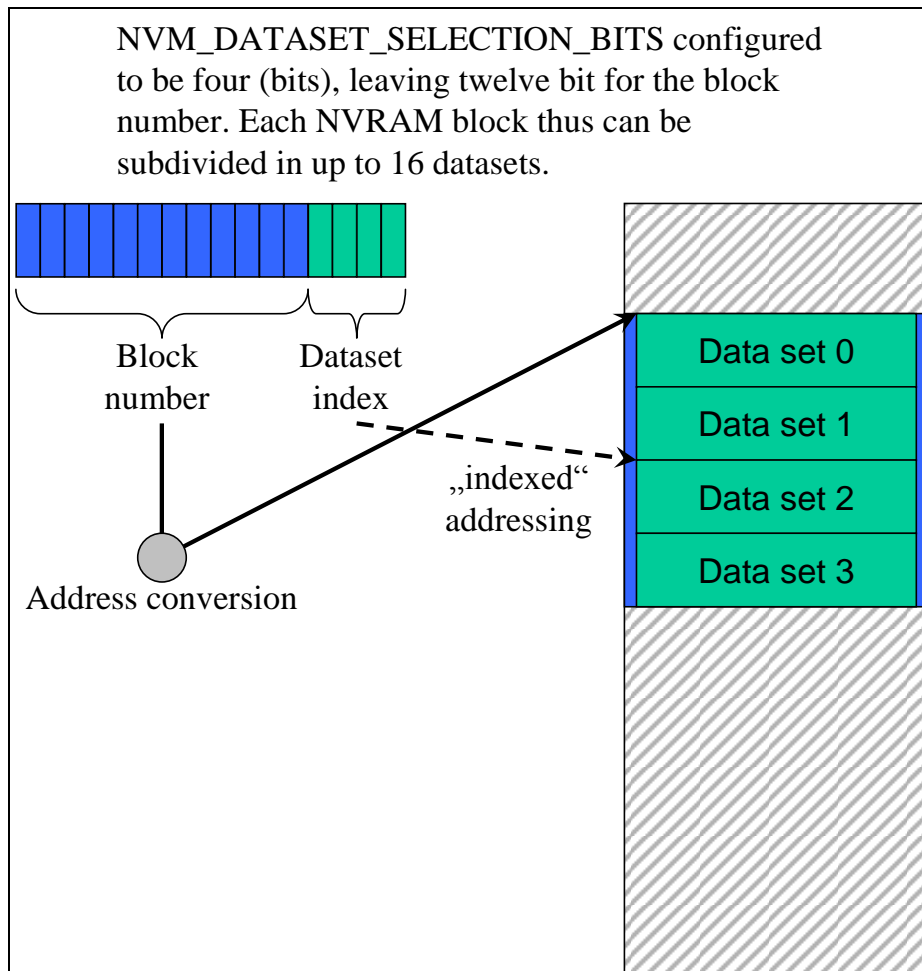 NVM_DATASET_SELECTION_BITS configured
to be four (bits), leaving twelve bit for the block
number. Each NVRAM block thus can be
subdivided in up to 16 datasets.
Block
number
Dataset
index
Data set 0
Data set 1
Data set 2
Data set 3
„indexed“
addressing
Address conversion